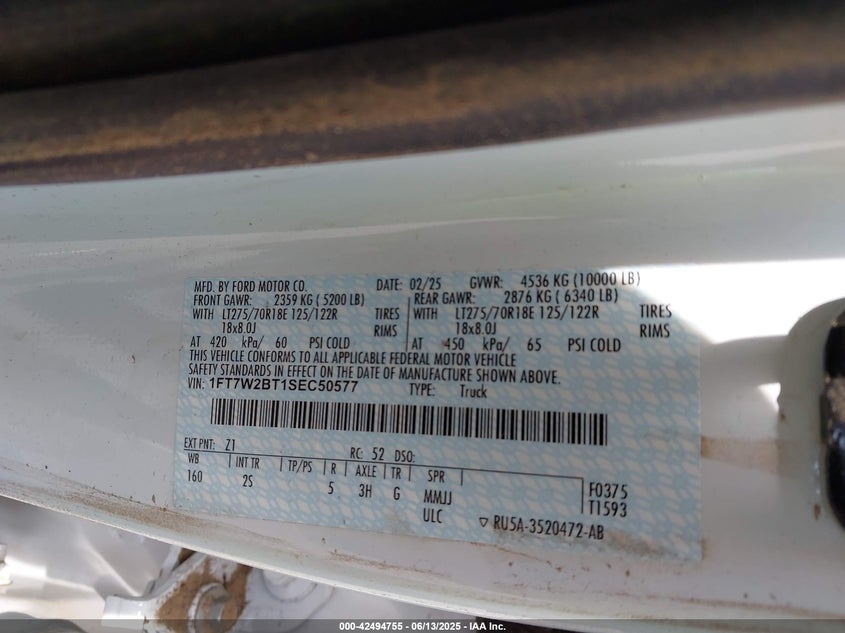 MFD. BY FORD MOTOR CO. DATE: 02/25 GVWR: 4536 KG (10000 LB)
FRONT GAWR: 2359 KG ( 5200 LB) REAR GAWR: 2876 KG ( 6340 LB)
WITH LT275/70R18E 125/122R TIRES WITH LT275/70R18E 125/122R TIRES
18x8.0J RIMS 18x8.0J RIMS
AT 420 kPa/ 60 PSI COLD AT 450 kPa/ 65 PSI COLD
THIS VEHICLE CONFORMS TO ALL APPLICABLE FEDERAL MOTOR VEHICLE
SAFETY STANDARDS IN EFFECT ON THE DATE OF MANUFACTURE SHOWN ABOVE.
VIN: 1FT7W2BT1SEC50577 TYPE: Truck
EXT PNT: Z1 RC: 52 DSO:
WB INT TR TP/PS R AXLE TR SPR
160 2S 5 3H G MMJJ F0375
ULC T1593
RU5A-3520472-AB
000-42494755 - 06/13/2025 - IAA Inc.